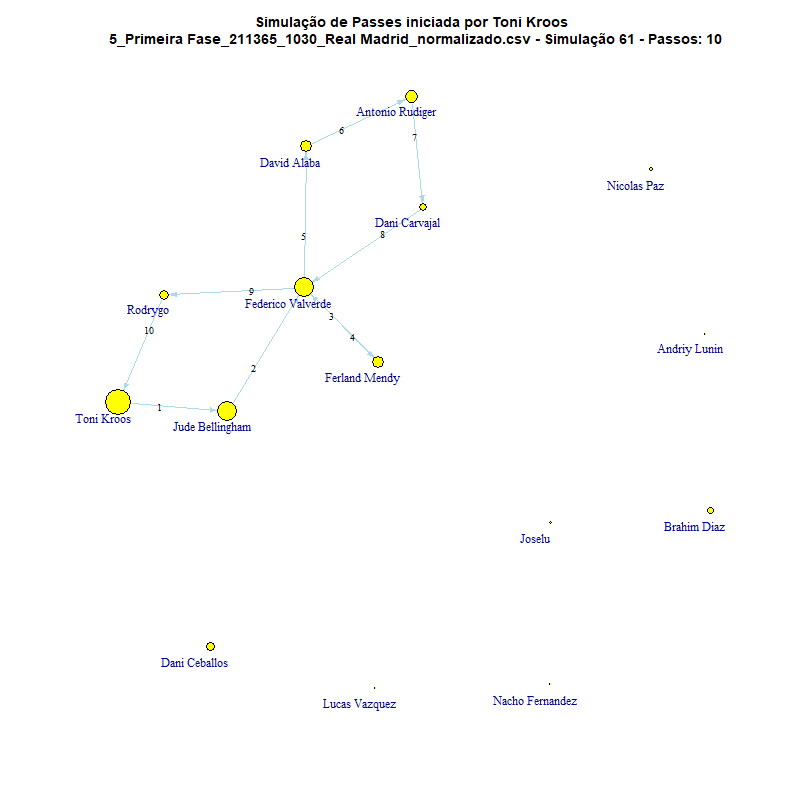 Simulação de Passes iniciada por Toni Kroos
5_Primeira Fase_211365_1030_Real Madrid_normalizado.csv - Simulação 61 - Passos: 10
Antonio Rudiger
6
7
David Alaba
Nicolas Paz
Dani Carvajal
5
8
9
Federico Valverde
Rodrygo
3
10
4
Andriy Lunin
2
Ferland Mendy
1
Toni Kroos
Jude Bellingham
Brahim Diaz
Joselu
Dani Ceballos
Lucas Vazquez
Nacho Fernandez